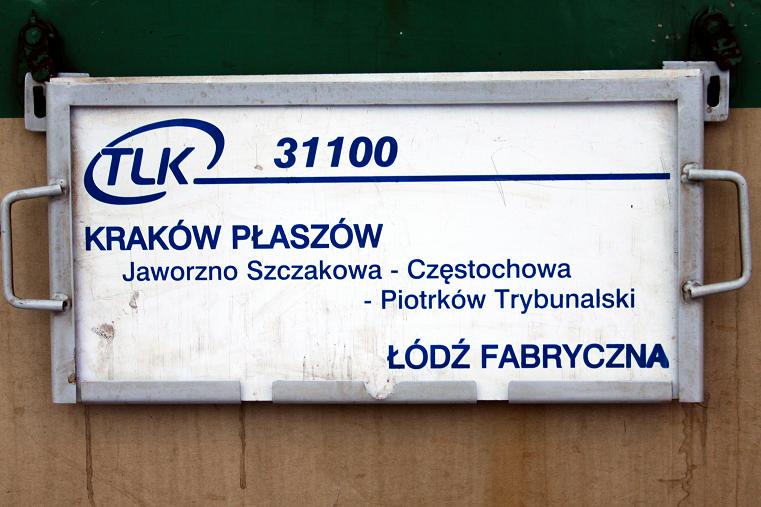 TLK 31100
KRAKÓW PŁASZÓW
Jaworzno Szczakowa - Częstochowa
- Piotrków Trybunalski
ŁÓDŹ FABRYCZNA